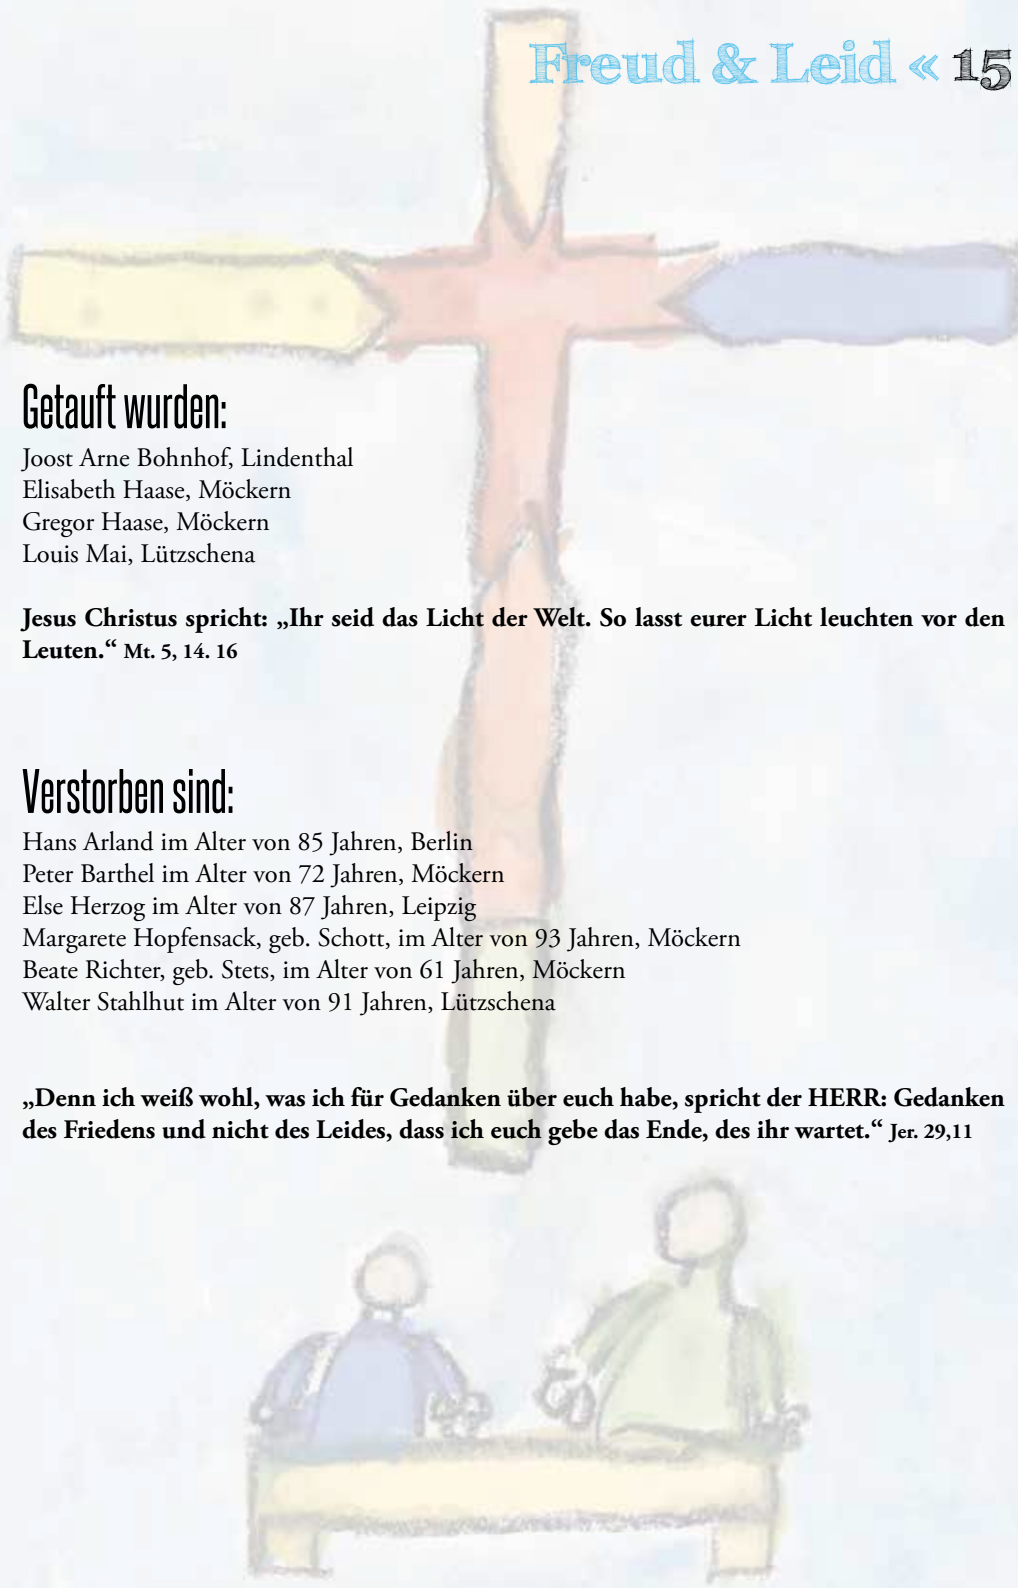 Freud & Leid « 15
Getauft wurden:
Joost Arne Bohnhof, Lindenthal
Elisabeth Haase, Möckern
Gregor Haase, Möckern
Louis Mai, Lützschena
Jesus Christus spricht: „Ihr seid das Licht der Welt. So lasst eurer Licht leuchten vor den
Leuten.“ Mt. 5, 14. 16
Verstorben sind:
Hans Arland im Alter von 85 Jahren, Berlin
Peter Barthel im Alter von 72 Jahren, Möckern
Else Herzog im Alter von 87 Jahren, Leipzig
Margarete Hopfensack, geb. Schott, im Alter von 93 Jahren, Möckern
Beate Richter, geb. Stets, im Alter von 61 Jahren, Möckern
Walter Stahlhut im Alter von 91 Jahren, Lützschena
„Denn ich weiß wohl, was ich für Gedanken über euch habe, spricht der HERR: Gedanken
des Friedens und nicht des Leides, dass ich euch gebe das Ende, des ihr wartet.“ Jer. 29,11